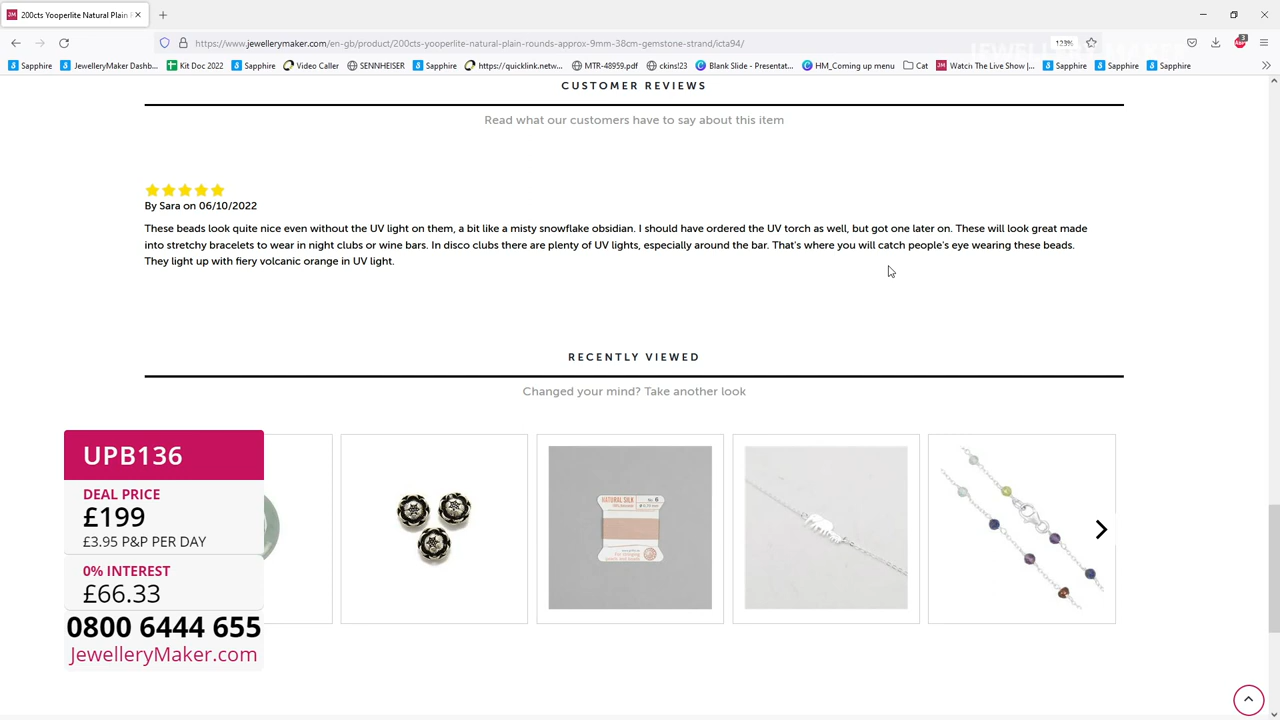 200cts Yooperlite Natural Plain
https://www.jewellerymaker.com/en-gb/product/200cts-yooperlite-natural-plain-rounds-approx-9mm-38cm-gemstone-strand/icta94/
123%
JEWELLERYMAKER
Sapphire JewelleryMaker Dashb... Kit Doc 2022 Sapphire Video Caller SENNHEISER Sapphire https://quicklink.netw... MTR-48959.pdf ckins!23 Blank Slide - Presentat... HM_Coming up menu Cat Watch The Live Show |... Sapphire Sapphire Sapphire
CUSTOMER REVIEWS
Read what our customers have to say about this item
By Sara on 06/10/2022
These beads look quite nice even without the UV light on them, a bit like a misty snowflake obsidian. I should have ordered the UV torch as well, but got one later on. These will look great made
into stretchy bracelets to wear in night clubs or wine bars. In disco clubs there are plenty of UV lights, especially around the bar. That's where you will catch people's eye wearing these beads.
They light up with fiery volcanic orange in UV light.
RECENTLY VIEWED
Changed your mind? Take another look
UPB136
DEAL PRICE
£199
£3.95 P&P PER DAY
0% INTEREST
£66.33
0800 6444 655
JewelleryMaker.com
NATURAL SILK No. 6